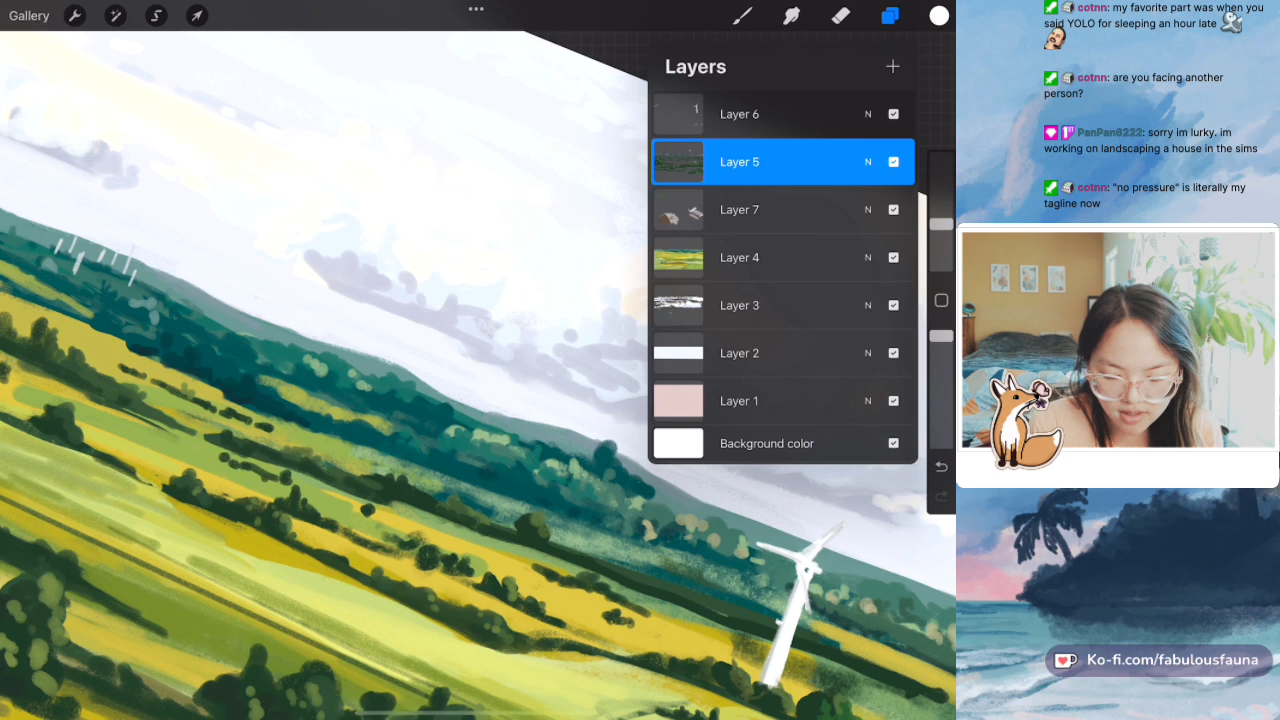 Gallery
Layers
Layer 6 N
Layer 5 N
Layer 7 N
Layer 4 N
Layer 3 N
Layer 2 N
Layer 1 N
Background color
cotnn: my favorite part was when you
said YOLO for sleeping an hour late
cotnn: are you facing another
person?
PanPan6222: sorry im lurky. im
working on landscaping a house in the sims
cotnn: "no pressure" is literally my
tagline now
Ko-fi.com/fabulousfauna